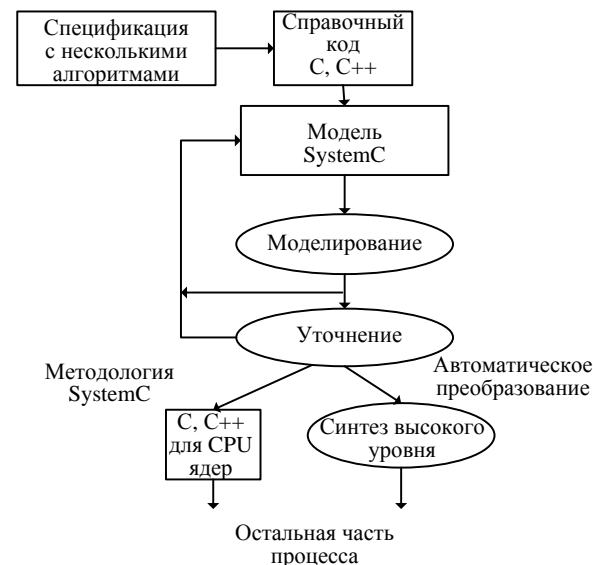 Спецификация
с несколькими
алгоритмами
Справочный
код
C, C++
Модель
SystemC
Моделирование
Уточнение
Методология
SystemC
Автоматическое
преобразование
C, C++
для CPU
ядер
Синтез высокого
уровня
Остальная часть
процесса